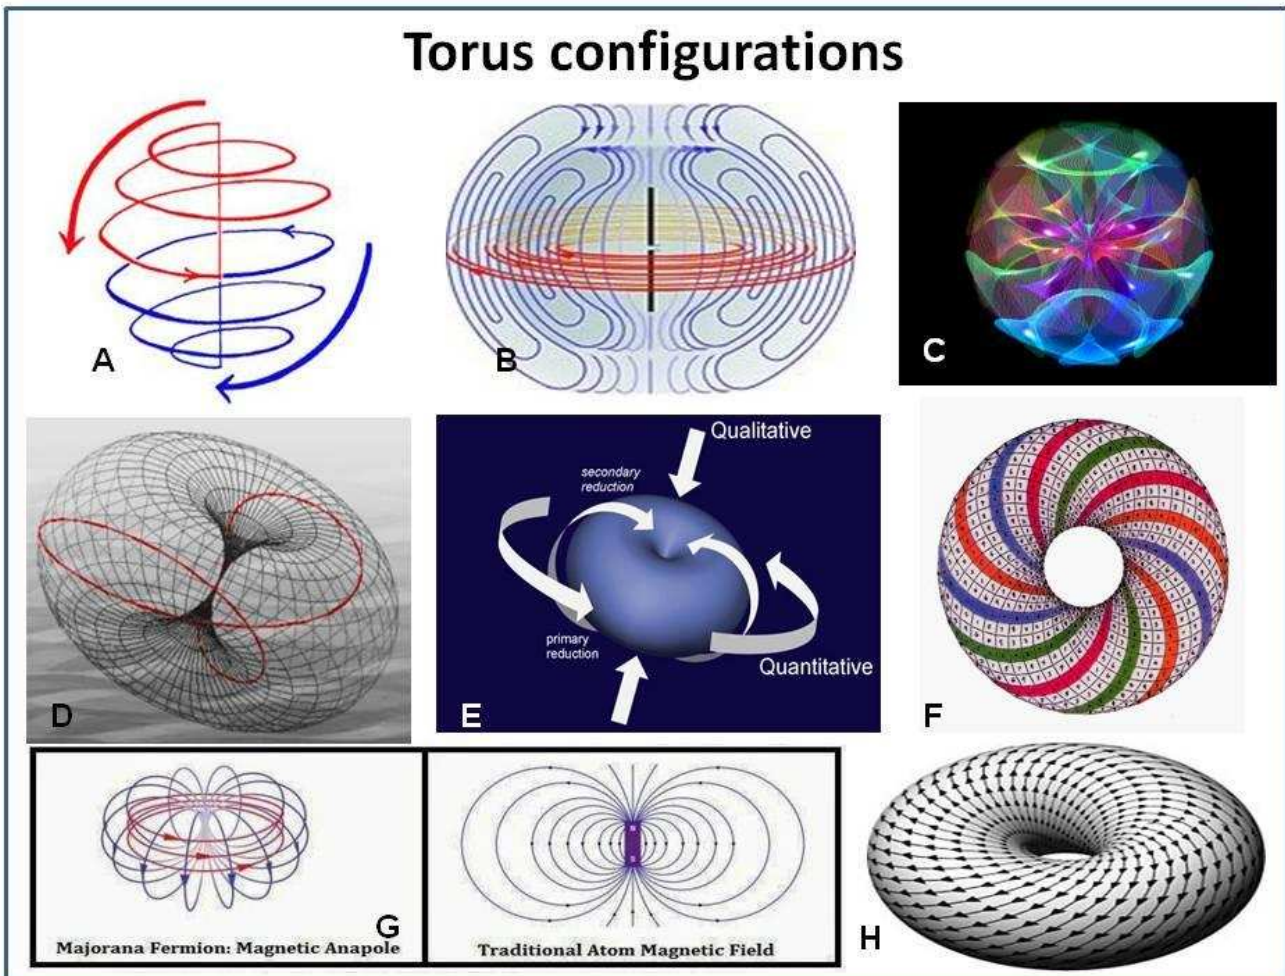 Torus configurations
A
B
C
D
Qualitative
secondary
reduction
primary
reduction
Quantitative
E
F
G
Majorana Fermion: Magnetic Anapole
Traditional Atom Magnetic Field
H